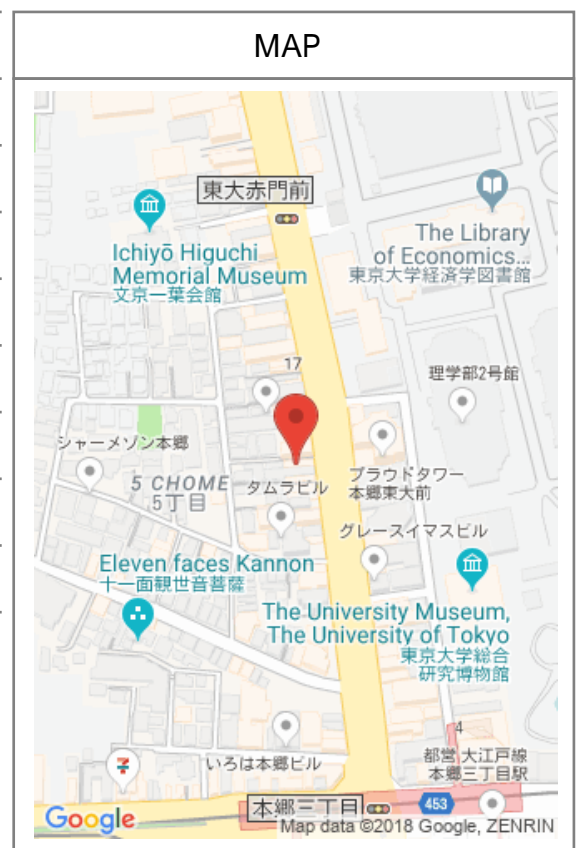 MAP
東大赤門前
Ichiyō Higuchi
Memorial Museum
文京一葉会館
The Library
of Economics...
東京大学経済学図書館
17
理学部2号館
シャーメゾン本郷
5 CHOME
5丁目
タムラビル
プラウドタワー
本郷東大前
グレースイマスビル
Eleven faces Kannon
十一面観世音菩薩
The University Museum,
The University of Tokyo
東京大学総合
研究博物館
4
都営 大江戸線
本郷三丁目駅
いろは本郷ビル
7
本郷三丁目
453
Google
Map data ©2018 Google, ZENRIN